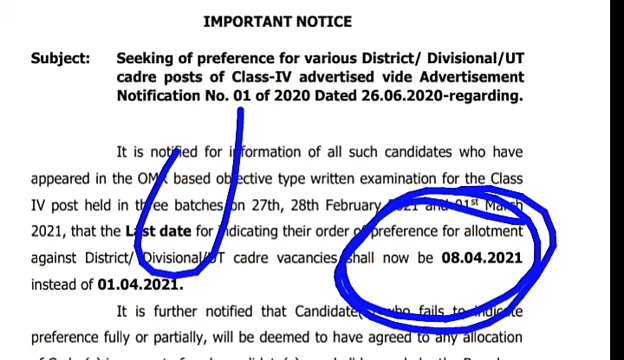 IMPORTANT NOTICE
Subject: Seeking of preference for various District/ Divisional/UT
cadre posts of Class-IV advertised vide Advertisement
Notification No. 01 of 2020 Dated 26.06.2020-regarding.
It is notified for information of all such candidates who have
appeared in the OMR based objective type written examination for the Class
IV post held in three batches on 27th, 28th February 2021 and 01st March
2021, that the Last date for indicating their order of preference for allotment
against District/ Divisional/UT cadre vacancies shall now be 08.04.2021
instead of 01.04.2021.
It is further notified that Candidate(s) who fails to indicate
preference fully or partially, will be deemed to have agreed to any allocation